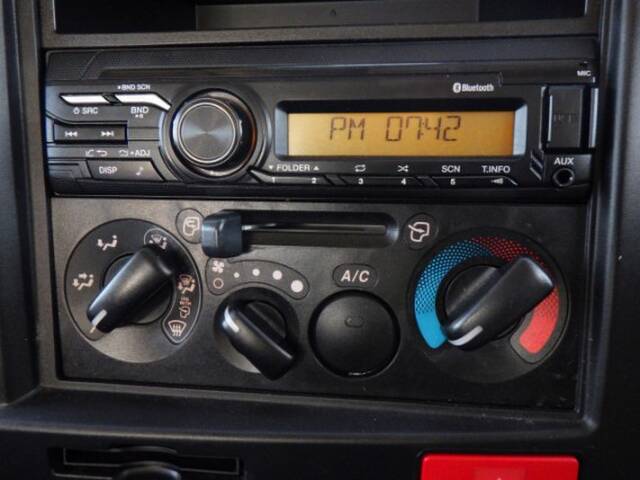 BND SCN
Bluetooth
MIC
SRC
BND
PM 07:42
ADJ
DISP
FOLDER
SCN
T.INFO
AUX
1 2 3 4 5 6
A/C